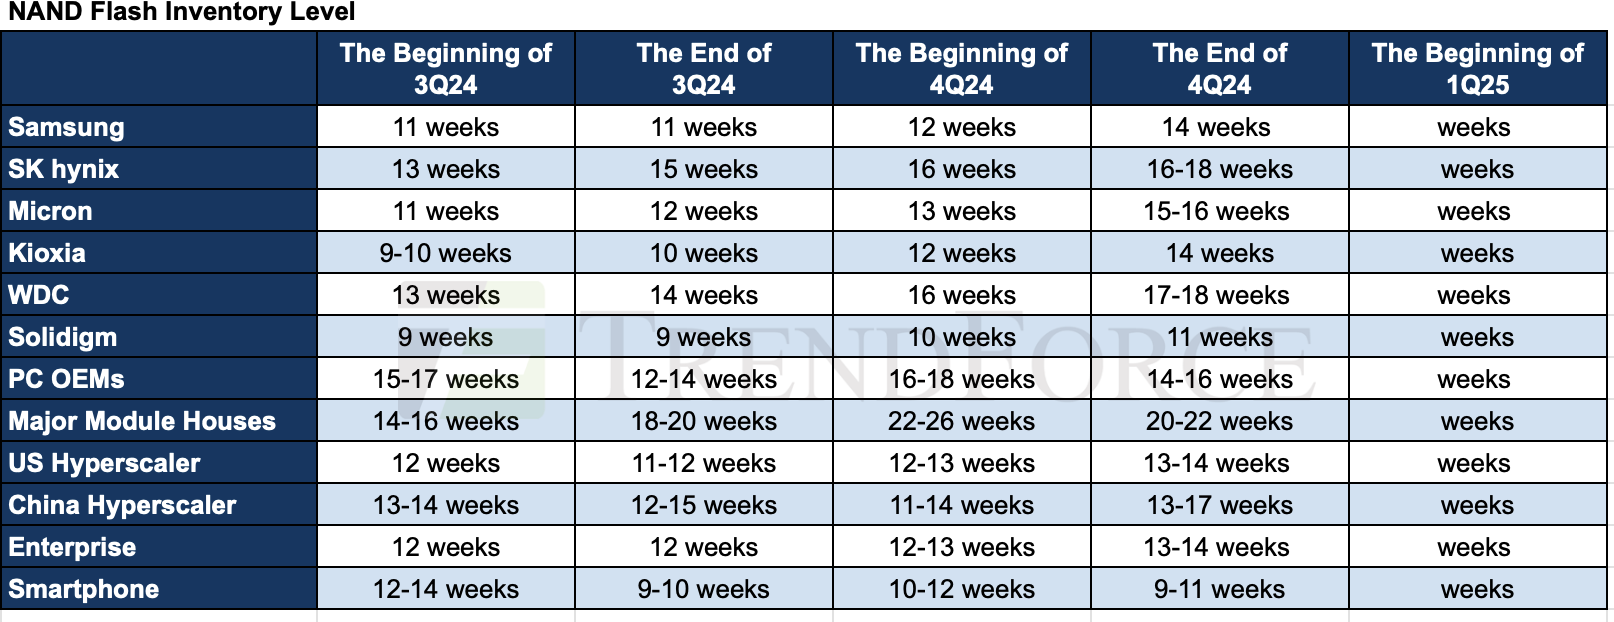 NAND Flash Inventory Level
The Beginning of 3Q24 The End of 3Q24 The Beginning of 4Q24 The End of 4Q24 The Beginning of 1Q25
Samsung 11 weeks 11 weeks 12 weeks 14 weeks weeks
SK hynix 13 weeks 15 weeks 16 weeks 16-18 weeks weeks
Micron 11 weeks 12 weeks 13 weeks 15-16 weeks weeks
Kioxia 9-10 weeks 10 weeks 12 weeks 14 weeks weeks
WDC 13 weeks 14 weeks 16 weeks 17-18 weeks weeks
Solidigm 9 weeks 9 weeks 10 weeks 11 weeks weeks
PC OEMs 15-17 weeks 12-14 weeks 16-18 weeks 14-16 weeks weeks
Major Module Houses 14-16 weeks 18-20 weeks 22-26 weeks 20-22 weeks weeks
US Hyperscaler 12 weeks 11-12 weeks 12-13 weeks 13-14 weeks weeks
China Hyperscaler 13-14 weeks 12-15 weeks 11-14 weeks 13-17 weeks weeks
Enterprise 12 weeks 12 weeks 12-13 weeks 13-14 weeks weeks
Smartphone 12-14 weeks 9-10 weeks 10-12 weeks 9-11 weeks weeks
TRENDFORCE